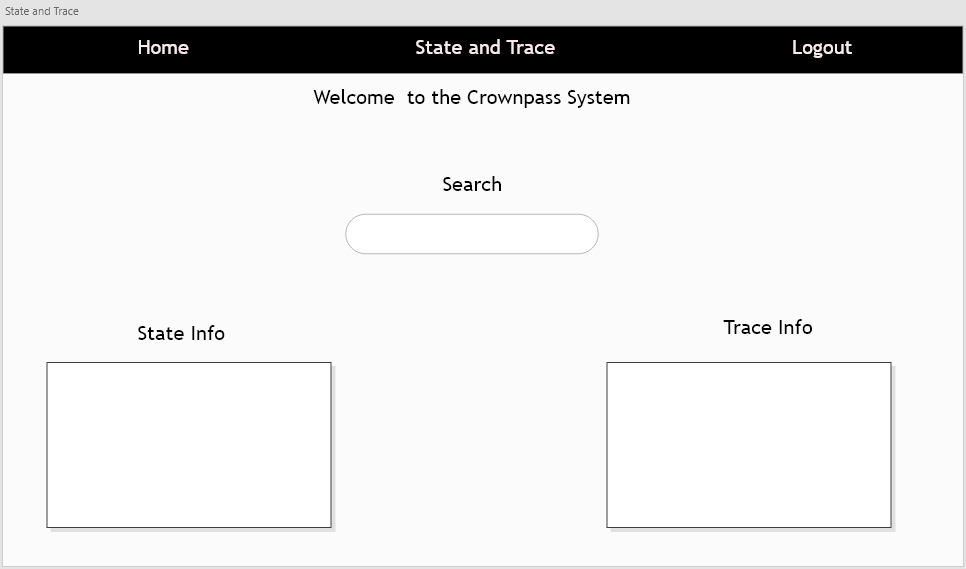 State and Trace
Home State and Trace Logout
Welcome  to the Crownpass System
Search
State Info Trace Info